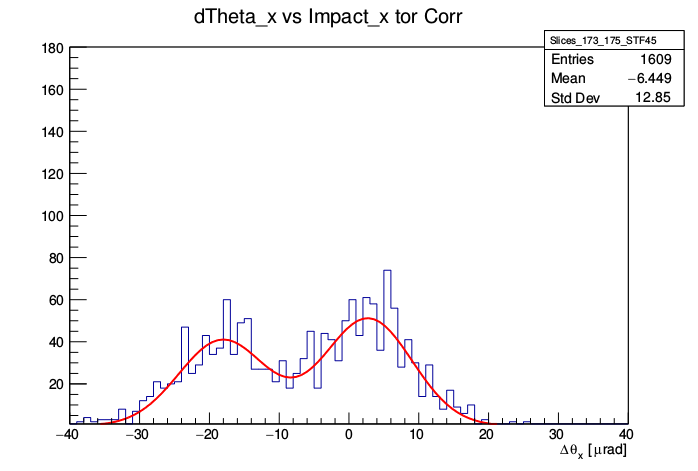 dTheta_x vs Impact_x tor Corr
Slices_173_175_STF45
Entries 1609
Mean −6.449
Std Dev 12.85
180
160
140
120
100
80
60
40
20
−40 −30 −20 −10 0 10 20 30 40
Δθx [μrad]